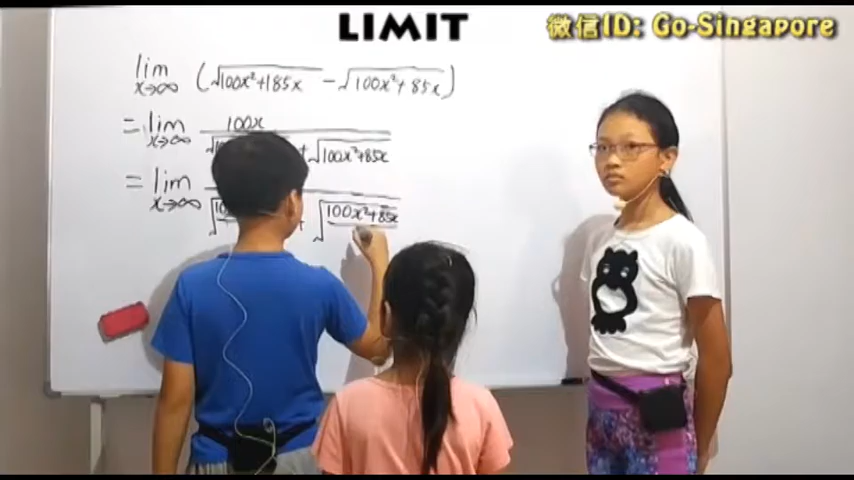 LIMIT
微信ID: Go-Singapore
lim x→∞ (√100x²+185x − √100x²+85x)
= lim x→∞ 100x / + √100x²+85x
= lim x→∞ + √100x²+85x